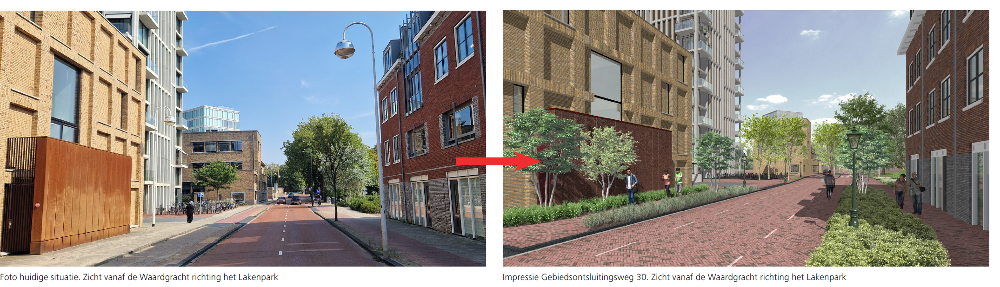 Foto huidige situatie. Zicht vanaf de Waardgracht richting het Lakenpark
Impressie Gebiedsontsluitingsweg 30. Zicht vanaf de Waardgracht richting het Lakenpark